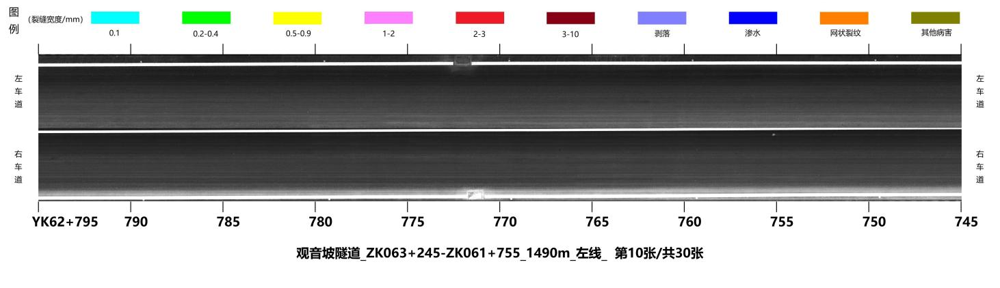 图例 (裂缝宽度/mm)
0.1 0.2-0.4 0.5-0.9 1-2 2-3 3-10 剥落 渗水 网状裂纹 其他病害
左车道 左车道
右车道 右车道
YK62+795 790 785 780 775 770 765 760 755 750 745
观音坡隧道_ZK063+245-ZK061+755_1490m_左线_ 第10张/共30张